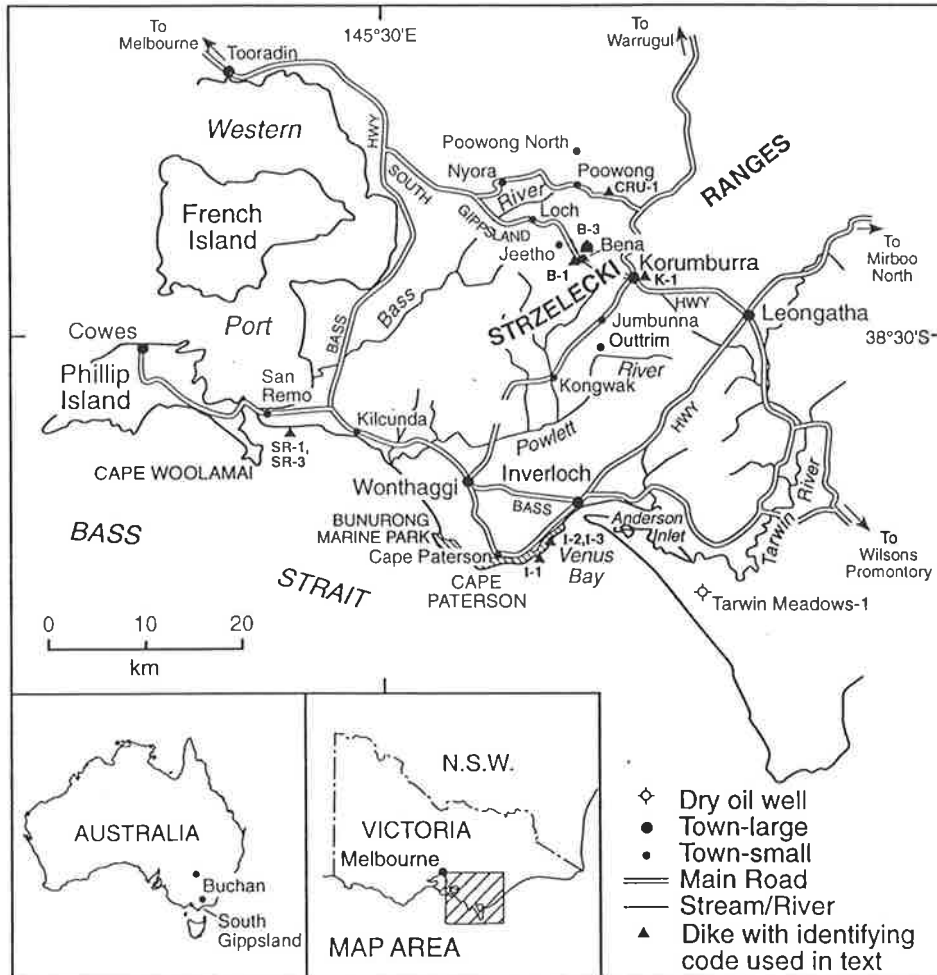 To
Melbourne
145°30'E
To
Warrugul
Tooradin
Western
HWY
Poowong North
RANGES
Nyora
River
Poowong
CRU-1
SOUTH
French
Island
GIPPSLAND
Loch
B-3
Bena
Jeetho
B-1
To
Mirboo
North
STRZELECKI
Korumburra
K-1
HWY
Bass
Port
BASS
Leongatha
38°30'S
Cowes
Jumbunna
Outtrim
River
Phillip
Island
San
Remo
Kongwak
HWY
Kilcunda
SR-1,
SR-3
Powlett
CAPE WOOLAMAI
Inverloch
Wonthaggi
BASS
River
BASS
BUNURONG
MARINE PARK
Anderson
Inlet
Tarwin
I-2,I-3
Venus
Bay
Cape Paterson
I-1
To
Wilsons
Promontory
STRAIT
CAPE
PATERSON
Tarwin Meadows-1
0 10 20
km
N.S.W.
AUSTRALIA
VICTORIA
Melbourne
Buchan
South
Gippsland
MAP AREA
Dry oil well
Town-large
Town-small
Main Road
Stream/River
Dike with identifying
code used in text